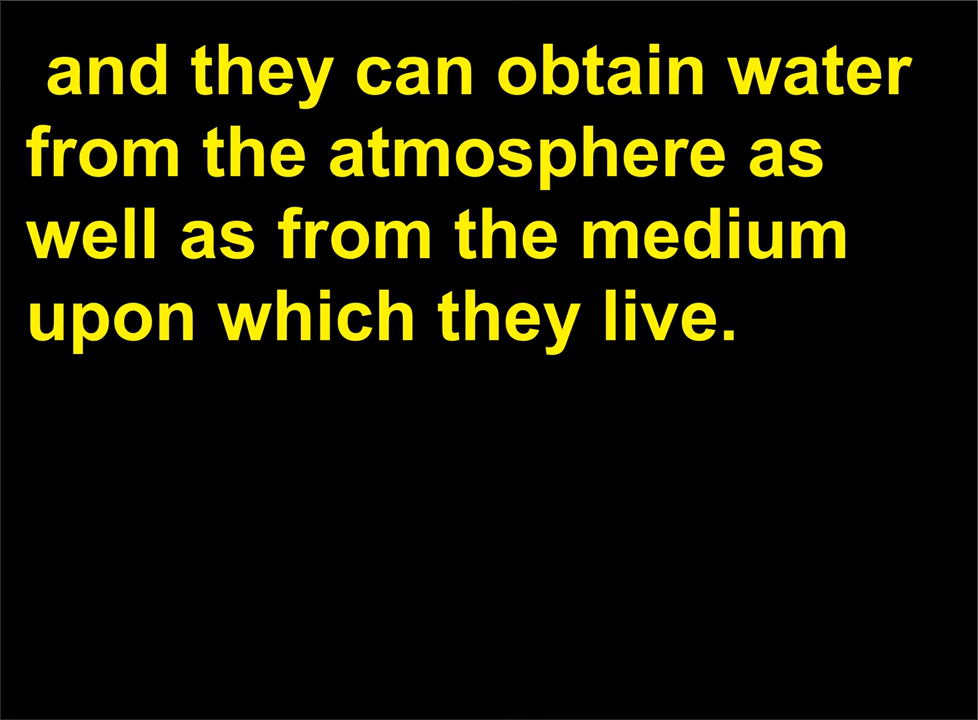 and they can obtain water
from the atmosphere as
well as from the medium
upon which they live.